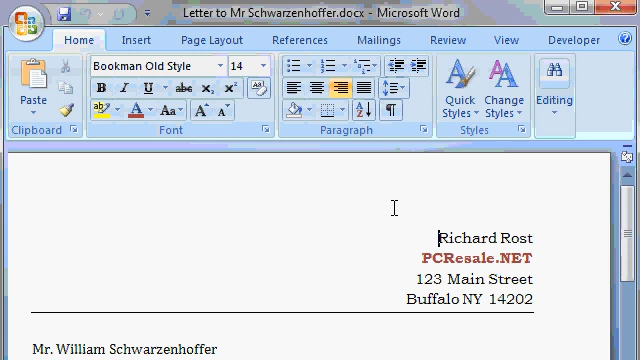 Letter to Mr Schwarzenhoffer.docx - Microsoft Word
Home Insert Page Layout References Mailings Review View Developer
Bookman Old Style 14
B I U abc x₂ x²
ab A Aa A A
Paste
Quick Styles
Change Styles
Editing
Clipboard Font Paragraph Styles
Richard Rost
PCResale.NET
123 Main Street
Buffalo NY 14202
Mr. William Schwarzenhoffer